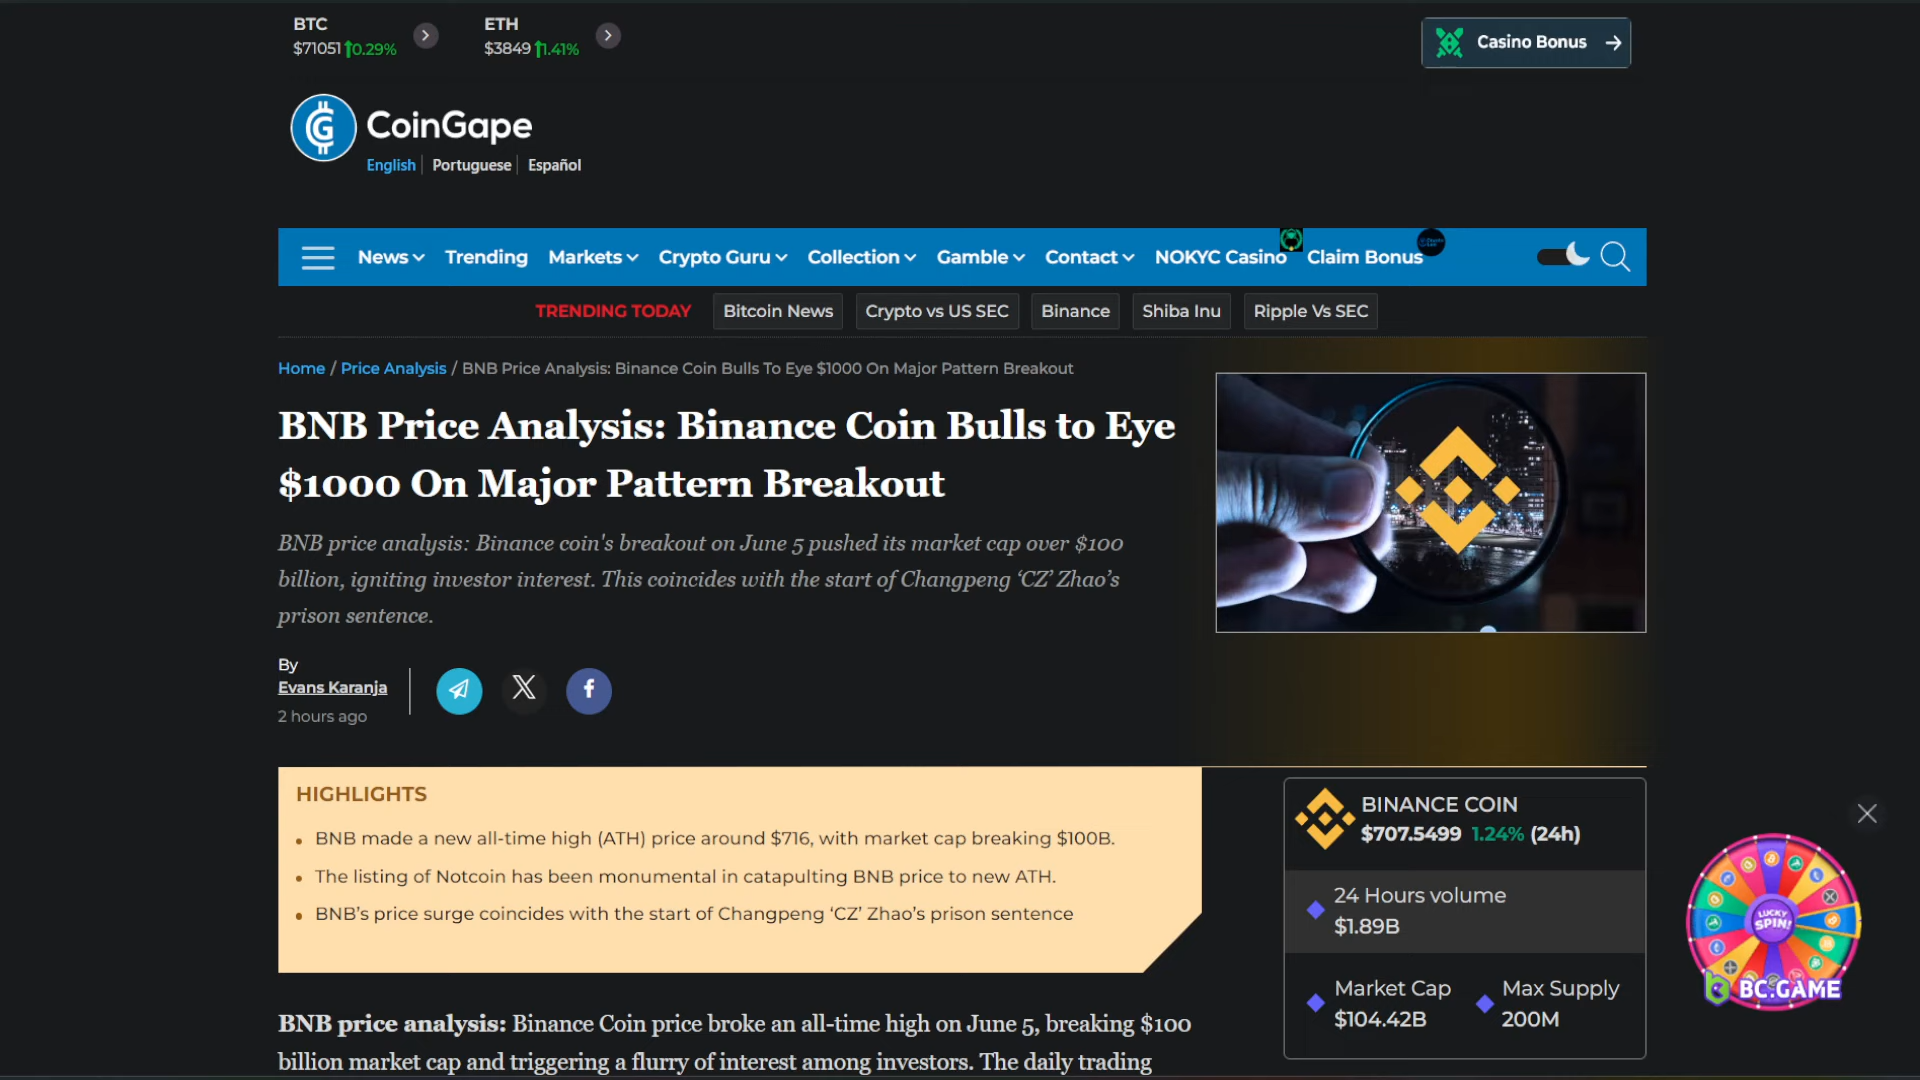 BTC
$71051 0.29%
ETH
$3849 1.41%
Casino Bonus
CoinGape
English
Portuguese
Español
News
Trending
Markets
Crypto Guru
Collection
Gamble
Contact
NOKYC Casino
Claim Bonus
TRENDING TODAY
Bitcoin News
Crypto vs US SEC
Binance
Shiba Inu
Ripple Vs SEC
Home / Price Analysis / BNB Price Analysis: Binance Coin Bulls To Eye $1000 On Major Pattern Breakout
BNB Price Analysis: Binance Coin Bulls to Eye
$1000 On Major Pattern Breakout
BNB price analysis: Binance coin's breakout on June 5 pushed its market cap over $100
billion, igniting investor interest. This coincides with the start of Changpeng ‘CZ’ Zhao’s
prison sentence.
By
Evans Karanja
2 hours ago
HIGHLIGHTS
BNB made a new all-time high (ATH) price around $716, with market cap breaking $100B.
The listing of Notcoin has been monumental in catapulting BNB price to new ATH.
BNB’s price surge coincides with the start of Changpeng ‘CZ’ Zhao’s prison sentence
BINANCE COIN
$707.5499 1.24% (24h)
24 Hours volume
$1.89B
Market Cap
$104.42B
Max Supply
200M
LUCKY
SPIN!
BC.GAME
BNB price analysis: Binance Coin price broke an all-time high on June 5, breaking $100
billion market cap and triggering a flurry of interest among investors. The daily trading